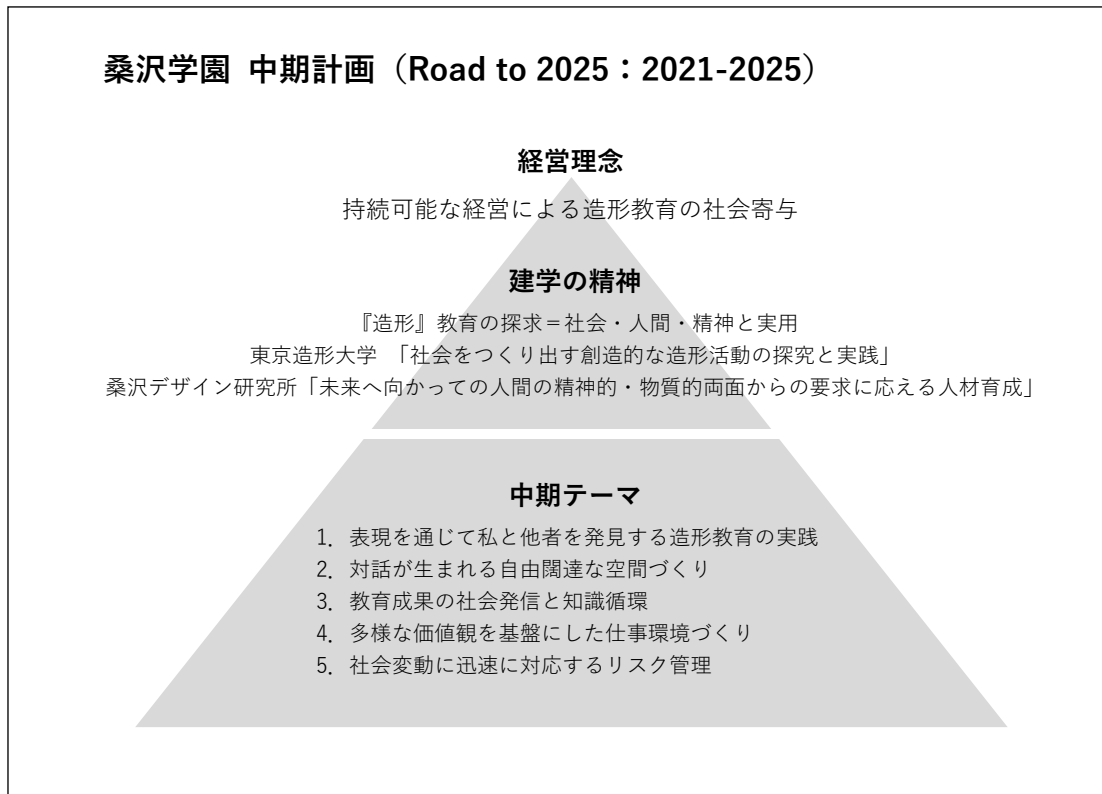 桑沢学園 中期計画（Road to 2025：2021-2025）
経営理念
持続可能な経営による造形教育の社会寄与
建学の精神
『造形』教育の探求＝社会・人間・精神と実用
東京造形大学 「社会をつくり出す創造的な造形活動の探究と実践」
桑沢デザイン研究所「未来へ向かっての人間の精神的・物質的両面からの要求に応える人材育成」
中期テーマ
1．表現を通じて私と他者を発見する造形教育の実践
2．対話が生まれる自由闊達な空間づくり
3．教育成果の社会発信と知識循環
4．多様な価値観を基盤にした仕事環境づくり
5．社会変動に迅速に対応するリスク管理